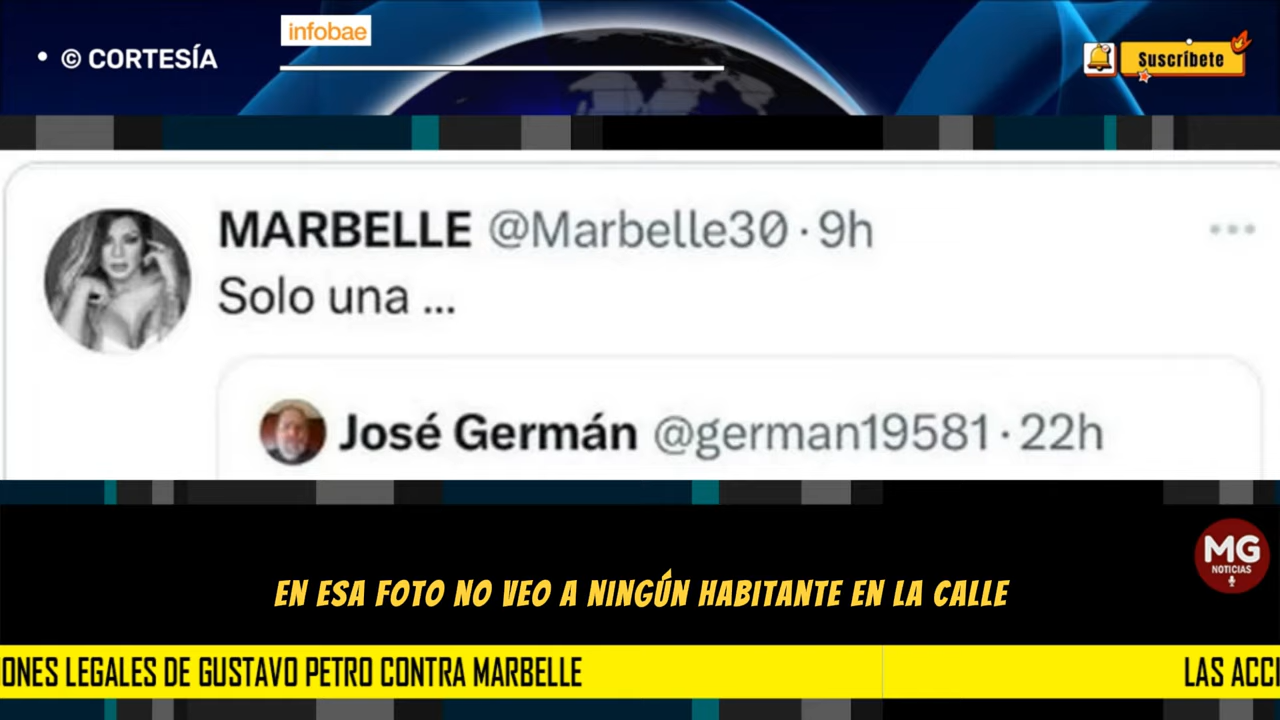 infobae
• © CORTESÍA
Suscríbete
MARBELLE @Marbelle30 · 9h
Solo una ...
José Germán @german19581 · 22h
MG
NOTICIAS
EN ESA FOTO NO VEO A NINGÚN HABITANTE EN LA CALLE
ONES LEGALES DE GUSTAVO PETRO CONTRA MARBELLE
LAS ACCI